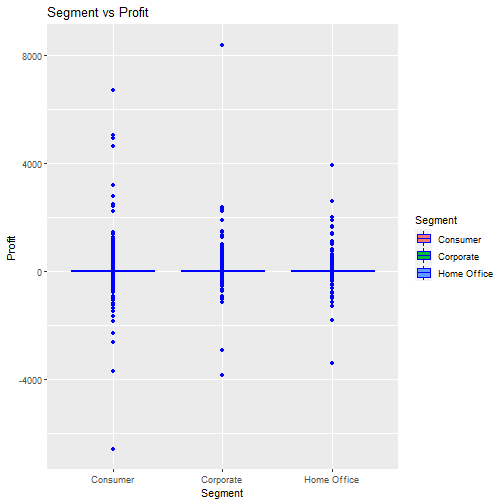 Segment vs Profit
8000
4000
0
-4000
Profit
Consumer
Corporate
Home Office
Segment
Segment
Consumer
Corporate
Home Office